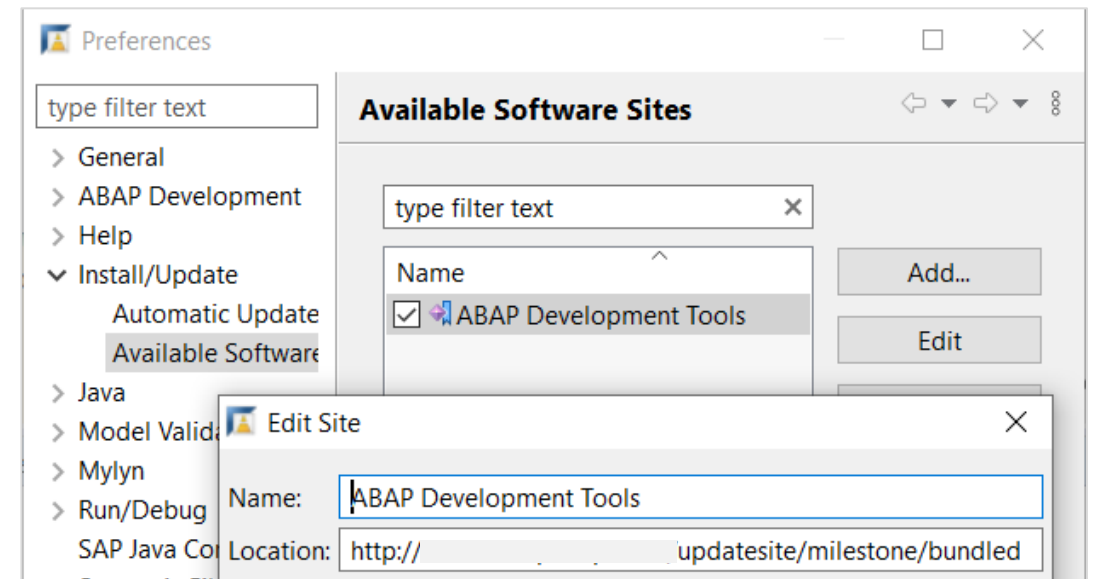 Preferences
type filter text
General
ABAP Development
Help
Install/Update
Automatic Update
Available Software
Java
Model Valida
Mylyn
Run/Debug
SAP Java Co
Available Software Sites
type filter text
Name
ABAP Development Tools
Add...
Edit
Edit Site
Name: ABAP Development Tools
Location: http:// updatesite/milestone/bundled